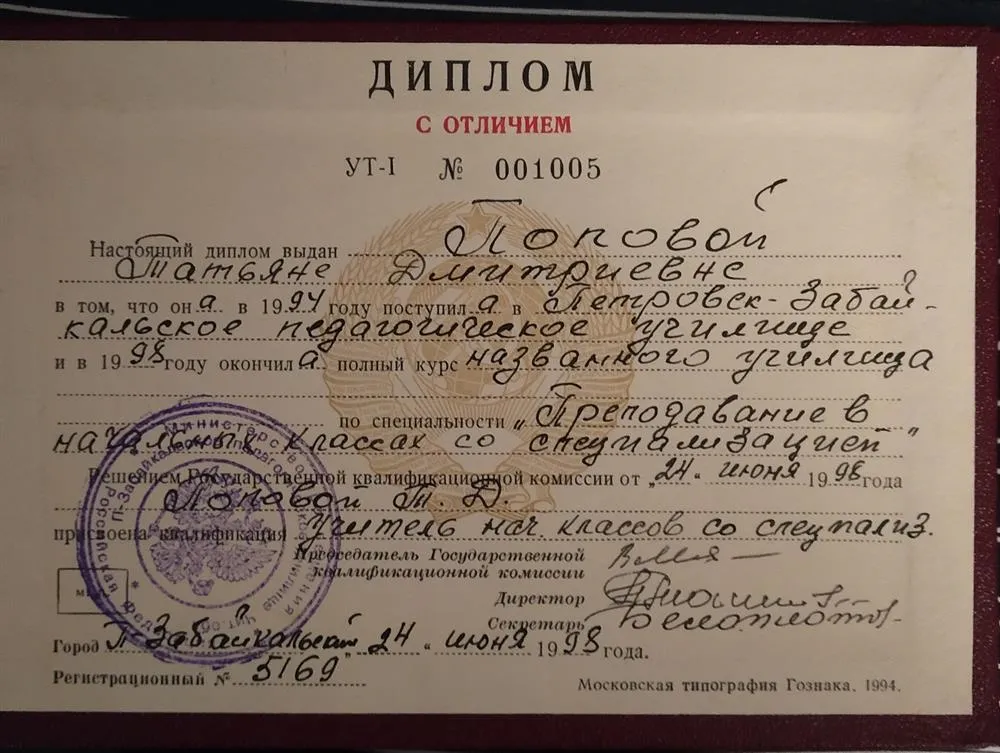 ДИПЛОМ
С ОТЛИЧИЕМ
УТ-I № 001005
Настоящий диплом выдан Поповой
Татьяне Дмитриевне
в том, что он а в 1994 году поступил а в Петровск-Забай-
кальское педагогическое училище
и в 1998 году окончил а полный курс названного училища
по специальности „Преподавание в
начальных классах со специализацией"
Решением Государственной квалификационной комиссии от „24" июня 1998 года
Поповой Т. Д.
присвоена квалификация учитель нач. классов со специализ.
Председатель Государственной
квалификационной комиссии
Директор
Секретарь
Город П-Забайкальский „24" июня 1998 года.
Регистрационный № 5169
Московская типография Гознака. 1994.